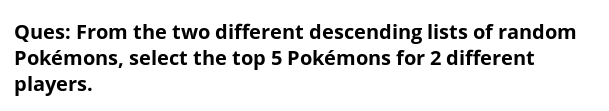 Ques: From the two different descending lists of random
Pokémons, select the top 5 Pokémons for 2 different
players.